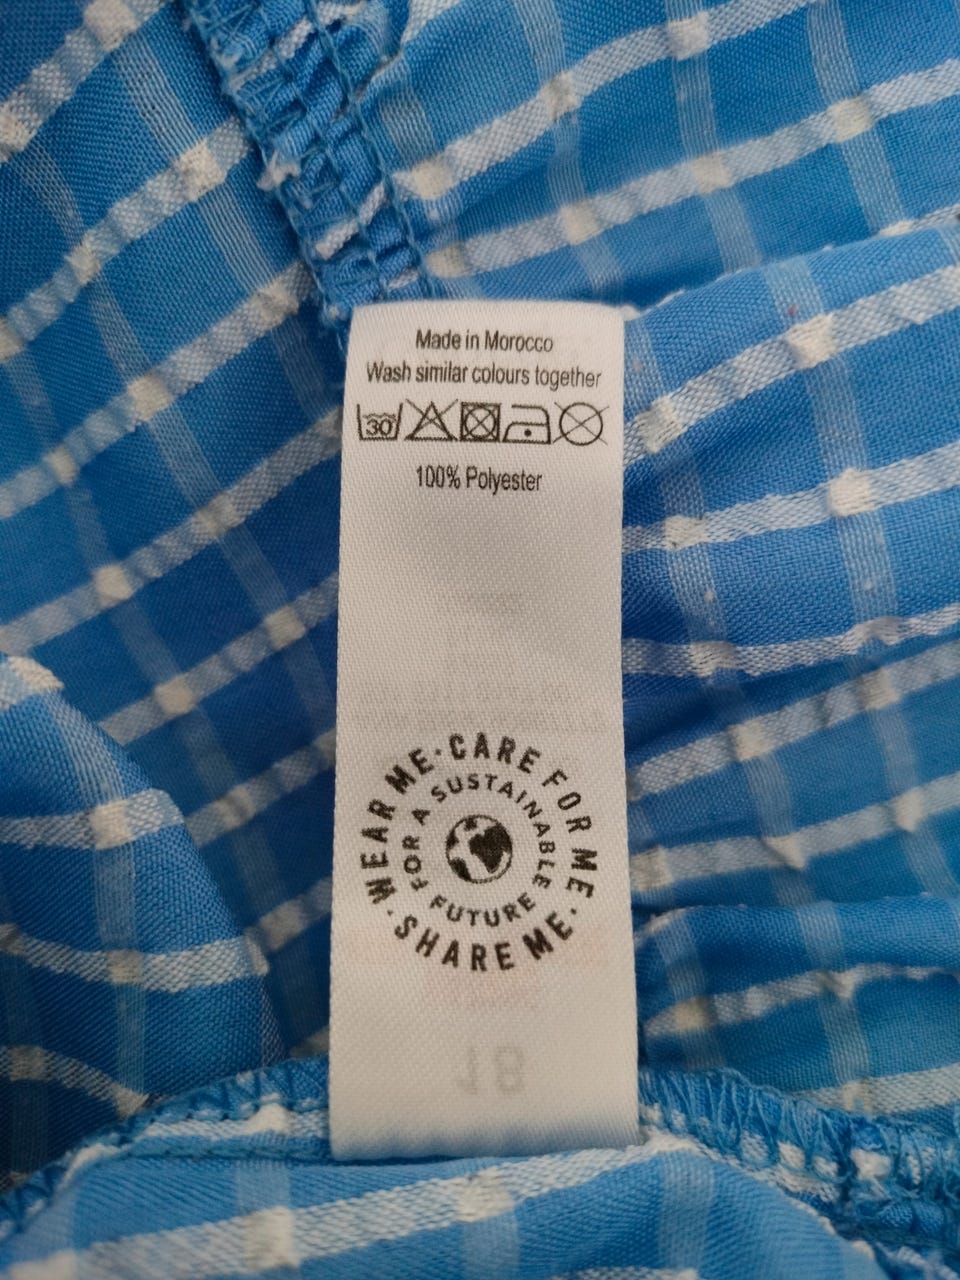 Made in Morocco
Wash similar colours together
30
100% Polyester
WEAR ME · CARE FOR ME · SHARE ME ·
FOR A SUSTAINABLE FUTURE
18